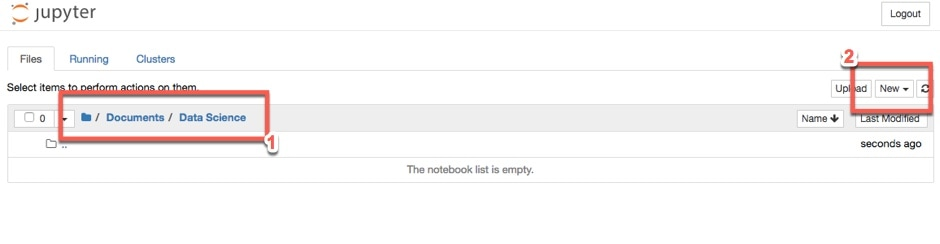 jupyter
Logout
Files Running Clusters
2
Select items to perform actions on them.
Upload New
0 / Documents / Data Science
Name Last Modified
1
.. seconds ago
The notebook list is empty.